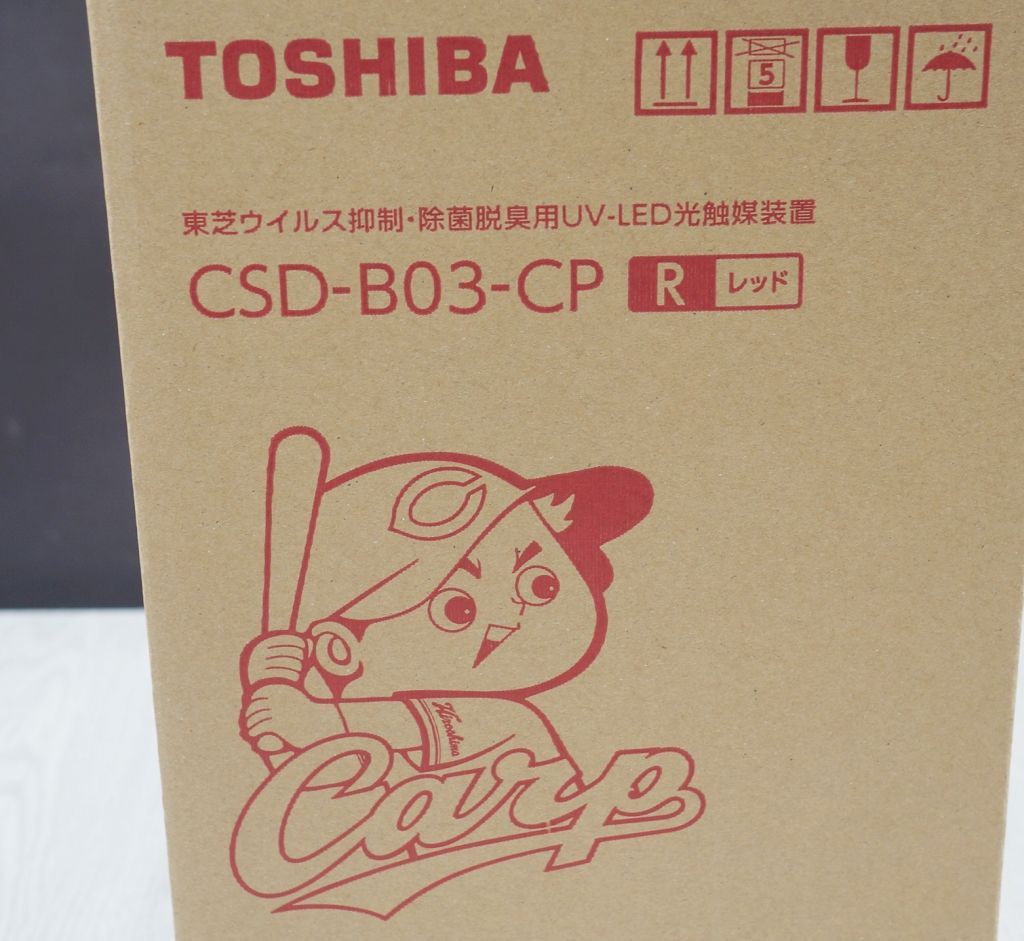 TOSHIBA
5
東芝ウイルス抑制・除菌脱臭用UV-LED光触媒装置
CSD-B03-CP R レッド
C
Hiroshima
Carp